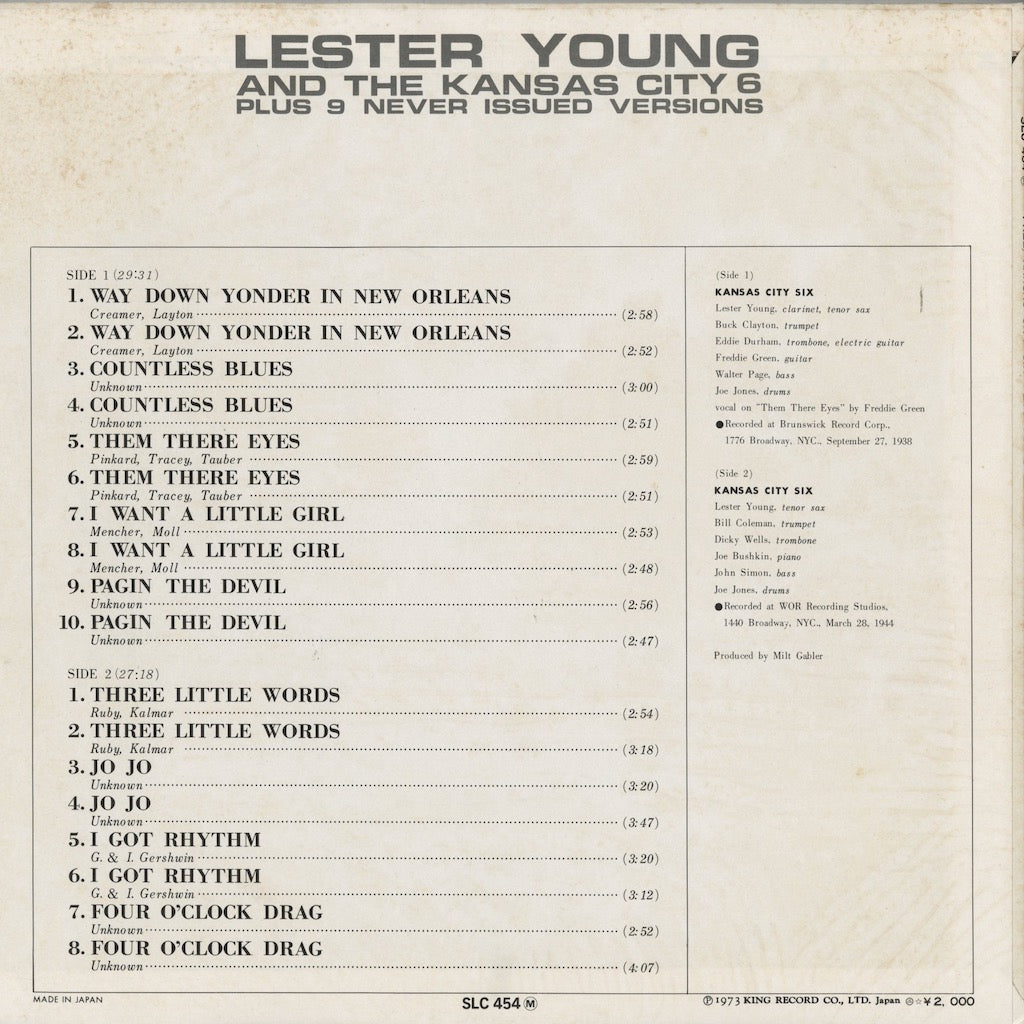 LESTER YOUNG
AND THE KANSAS CITY 6
PLUS 9 NEVER ISSUED VERSIONS
SIDE 1 (29:31)
1. WAY DOWN YONDER IN NEW ORLEANS
Creamer, Layton (2:58)
2. WAY DOWN YONDER IN NEW ORLEANS
Creamer, Layton (2:52)
3. COUNTLESS BLUES
Unknown (3:00)
4. COUNTLESS BLUES
Unknown (2:51)
5. THEM THERE EYES
Pinkard, Tracey, Tauber (2:59)
6. THEM THERE EYES
Pinkard, Tracey, Tauber (2:51)
7. I WANT A LITTLE GIRL
Mencher, Moll (2:53)
8. I WANT A LITTLE GIRL
Mencher, Moll (2:48)
9. PAGIN THE DEVIL
Unknown (2:56)
10. PAGIN THE DEVIL
Unknown (2:47)
SIDE 2 (27:18)
1. THREE LITTLE WORDS
Ruby, Kalmar (2:54)
2. THREE LITTLE WORDS
Ruby, Kalmar (3:18)
3. JO JO
Unknown (3:20)
4. JO JO
Unknown (3:47)
5. I GOT RHYTHM
G. & I. Gershwin (3:20)
6. I GOT RHYTHM
G. & I. Gershwin (3:12)
7. FOUR O'CLOCK DRAG
Unknown (2:52)
8. FOUR O'CLOCK DRAG
Unknown (4:07)
(Side 1)
KANSAS CITY SIX
Lester Young, clarinet, tenor sax
Buck Clayton, trumpet
Eddie Durham, trombone, electric guitar
Freddie Green, guitar
Walter Page, bass
Joe Jones, drums
vocal on "Them There Eyes" by Freddie Green
●Recorded at Brunswick Record Corp.,
1776 Broadway, NYC., September 27, 1938
(Side 2)
KANSAS CITY SIX
Lester Young, tenor sax
Bill Coleman, trumpet
Dicky Wells, trombone
Joe Bushkin, piano
John Simon, bass
Joe Jones, drums
●Recorded at WOR Recording Studios,
1440 Broadway, NYC., March 28, 1944
Produced by Milt Gabler
MADE IN JAPAN
SLC 454 Ⓜ
Ⓟ1973 KING RECORD CO., LTD. Japan ☆¥2,000